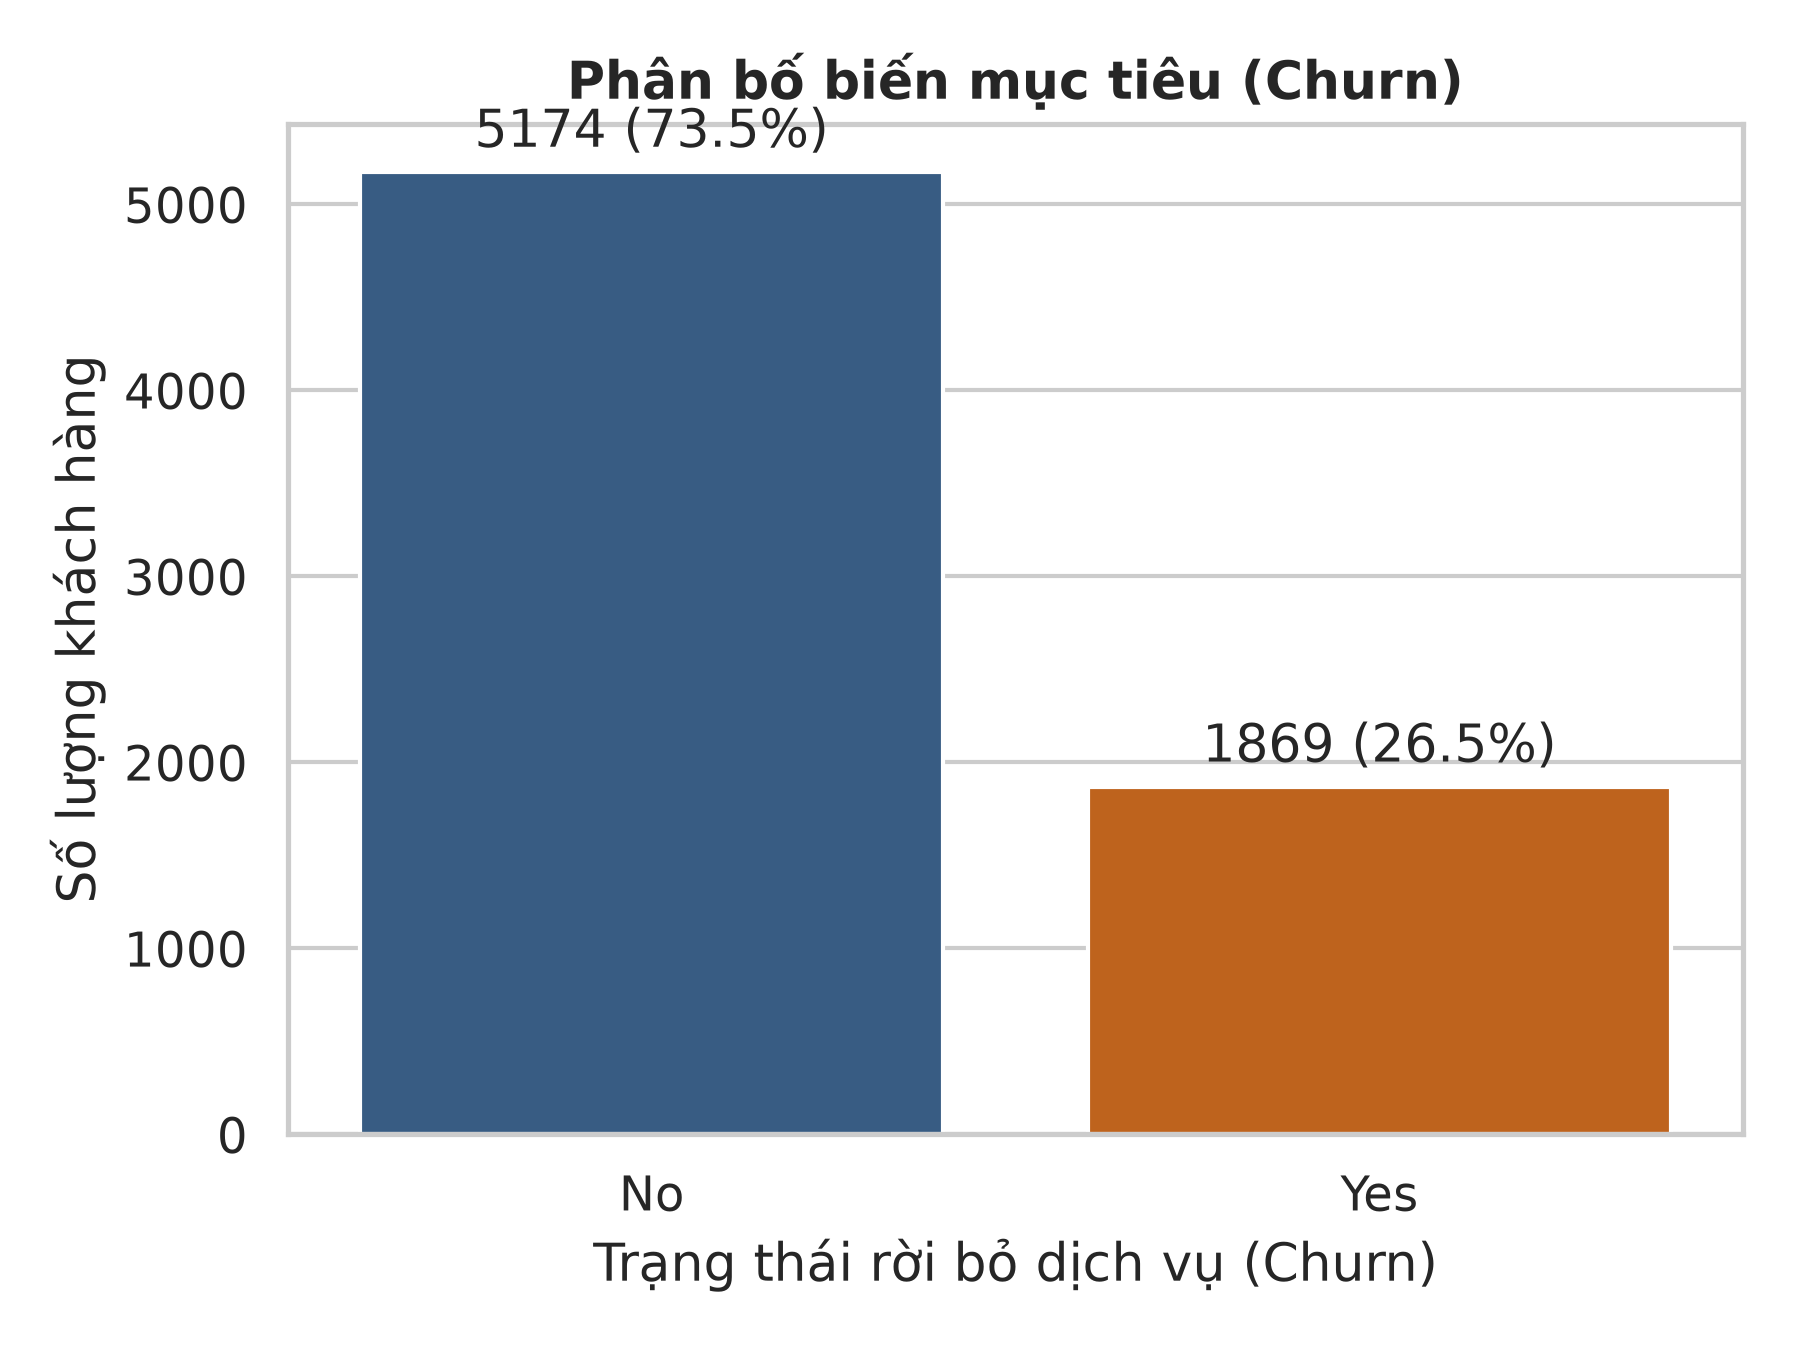 Phân bố biến mục tiêu (Churn)
5174 (73.5%)
5000
4000
3000
2000
1000
0
Số lượng khách hàng
1869 (26.5%)
No
Yes
Trạng thái rời bỏ dịch vụ (Churn)